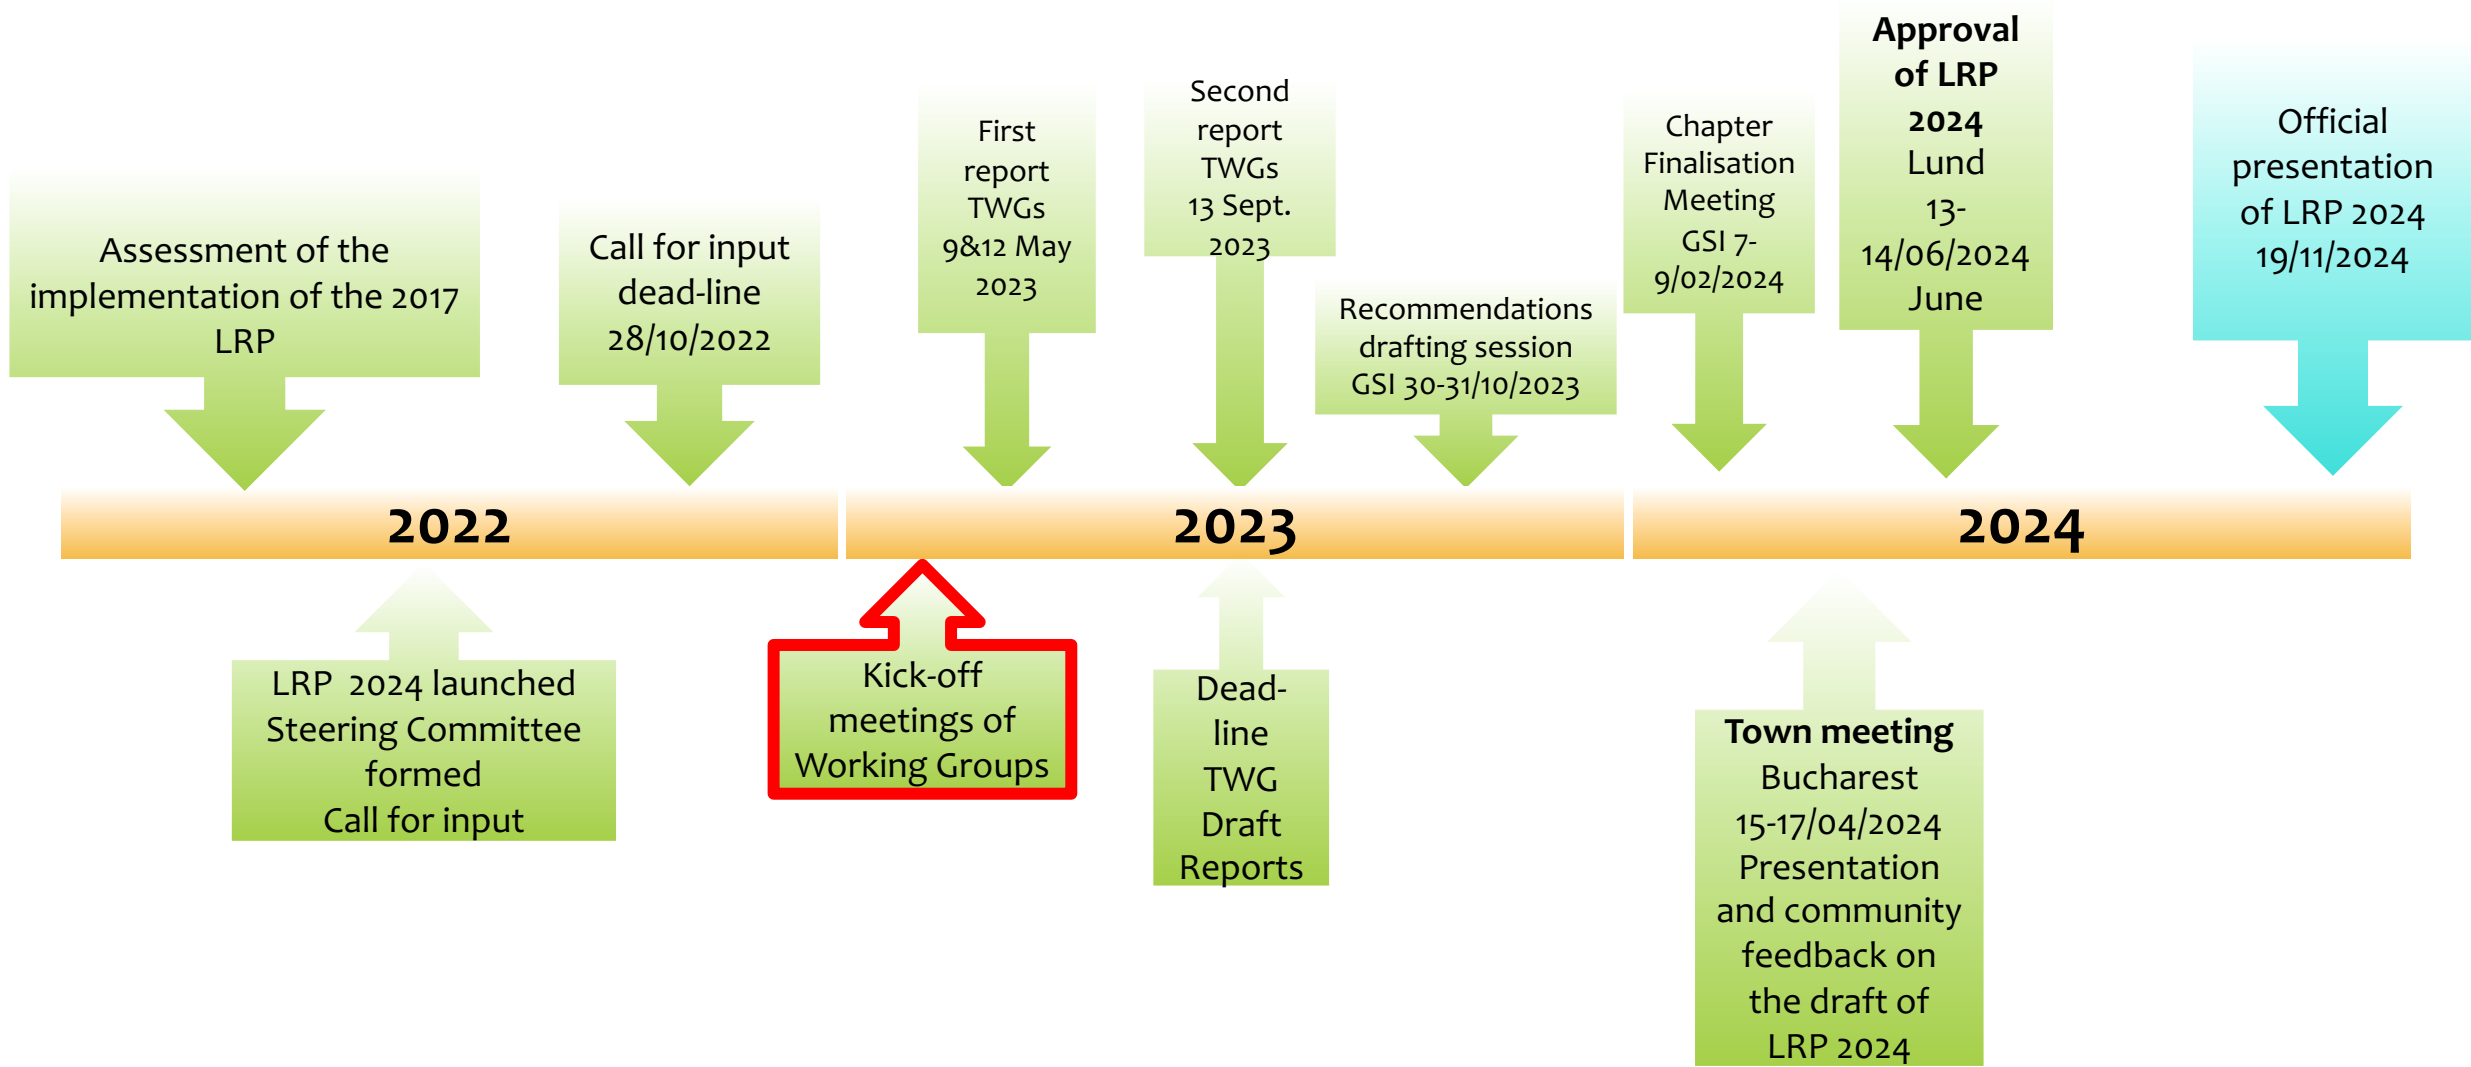 Assessment of the
implementation of the 2017
LRP
Call for input
dead-line
28/10/2022
First
report
TWGs
9&12 May
2023
Second
report
TWGs
13 Sept.
2023
Recommendations
drafting session
GSI 30-31/10/2023
Chapter
Finalisation
Meeting
GSI 7-
9/02/2024
Approval
of LRP
2024
Lund
13-
14/06/2024
June
Official
presentation
of LRP 2024
19/11/2024
2022
2023
2024
LRP 2024 launched
Steering Committee
formed
Call for input
Kick-off
meetings of
Working Groups
Dead-
line
TWG
Draft
Reports
Town meeting
Bucharest
15-17/04/2024
Presentation
and community
feedback on
the draft of
LRP 2024